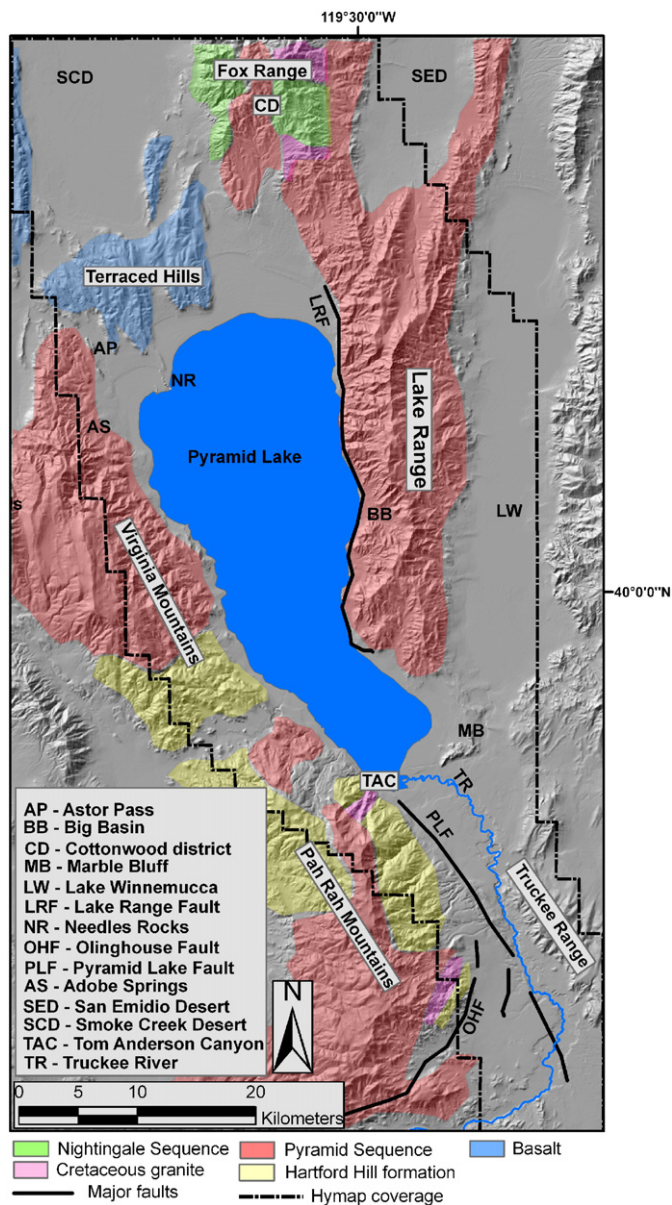 119°30'0"W
SCD
Fox Range
SED
CD
Terraced Hills
LRF
AP
NR
Lake Range
AS
Pyramid Lake
BB
LW
s
Virginia Mountains
40°0'0"N
MB
TAC
TR
PLF
Pah Rah Mountains
Truckee Range
OHF
AP - Astor Pass
BB - Big Basin
CD - Cottonwood district
MB - Marble Bluff
LW - Lake Winnemucca
LRF - Lake Range Fault
NR - Needles Rocks
OHF - Olinghouse Fault
PLF - Pyramid Lake Fault
AS - Adobe Springs
SED - San Emidio Desert
SCD - Smoke Creek Desert
TAC - Tom Anderson Canyon
TR - Truckee River
N
0 5 10 20
Kilometers
Nightingale Sequence Pyramid Sequence Basalt
Cretaceous granite Hartford Hill formation
Major faults Hymap coverage